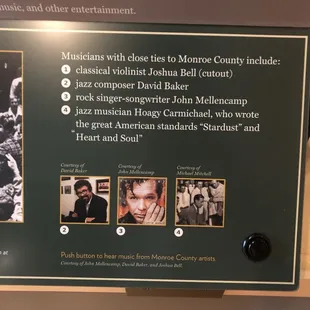 music, and other entertainment.
Musicians with close ties to Monroe County include:
1 classical violinist Joshua Bell (cutout)
2 jazz composer David Baker
3 rock singer-songwriter John Mellencamp
4 jazz musician Hoagy Carmichael, who wrote
the great American standards “Stardust” and
“Heart and Soul”
Courtesy of
David Baker
Courtesy of
John Mellencamp
Courtesy of
Michael Mitchell
2
3
4
Push button to hear music from Monroe County artists.
Courtesy of John Mellencamp, David Baker, and Joshua Bell.
at